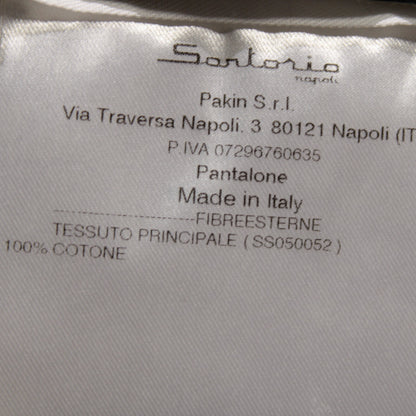 Sartorio
napoli
Pakin S.r.l.
Via Traversa Napoli. 3 80121 Napoli (IT
P.IVA 07296760635
Pantalone
Made in Italy
--------------------FIBREESTERNE
TESSUTO PRINCIPALE ( SS050052 )
100% COTONE